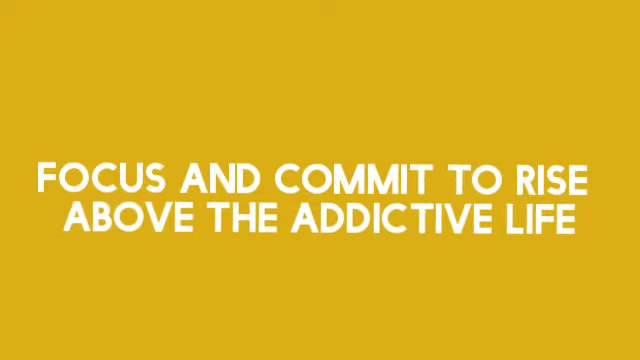 FOCUS AND COMMIT TO RISE
ABOVE THE ADDICTIVE LIFE